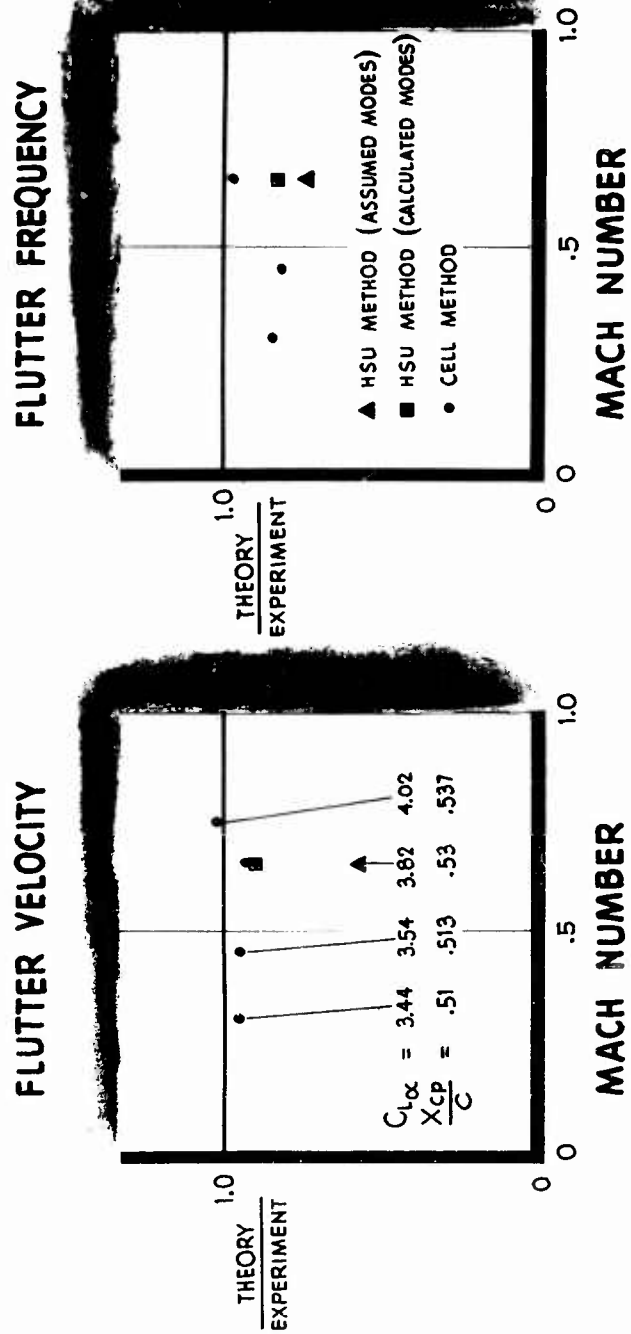 FLUTTER VELOCITY
THEORY
EXPERIMENT
1.0
C_Lα = 3.44 3.54 3.82 4.02
X_CP
C
= .51 .513 .53 .537
0
0 .5 1.0
MACH NUMBER
FLUTTER FREQUENCY
THEORY
EXPERIMENT
1.0
▲ HSU METHOD (ASSUMED MODES)
■ HSU METHOD (CALCULATED MODES)
● CELL METHOD
0
0 .5 1.0
MACH NUMBER